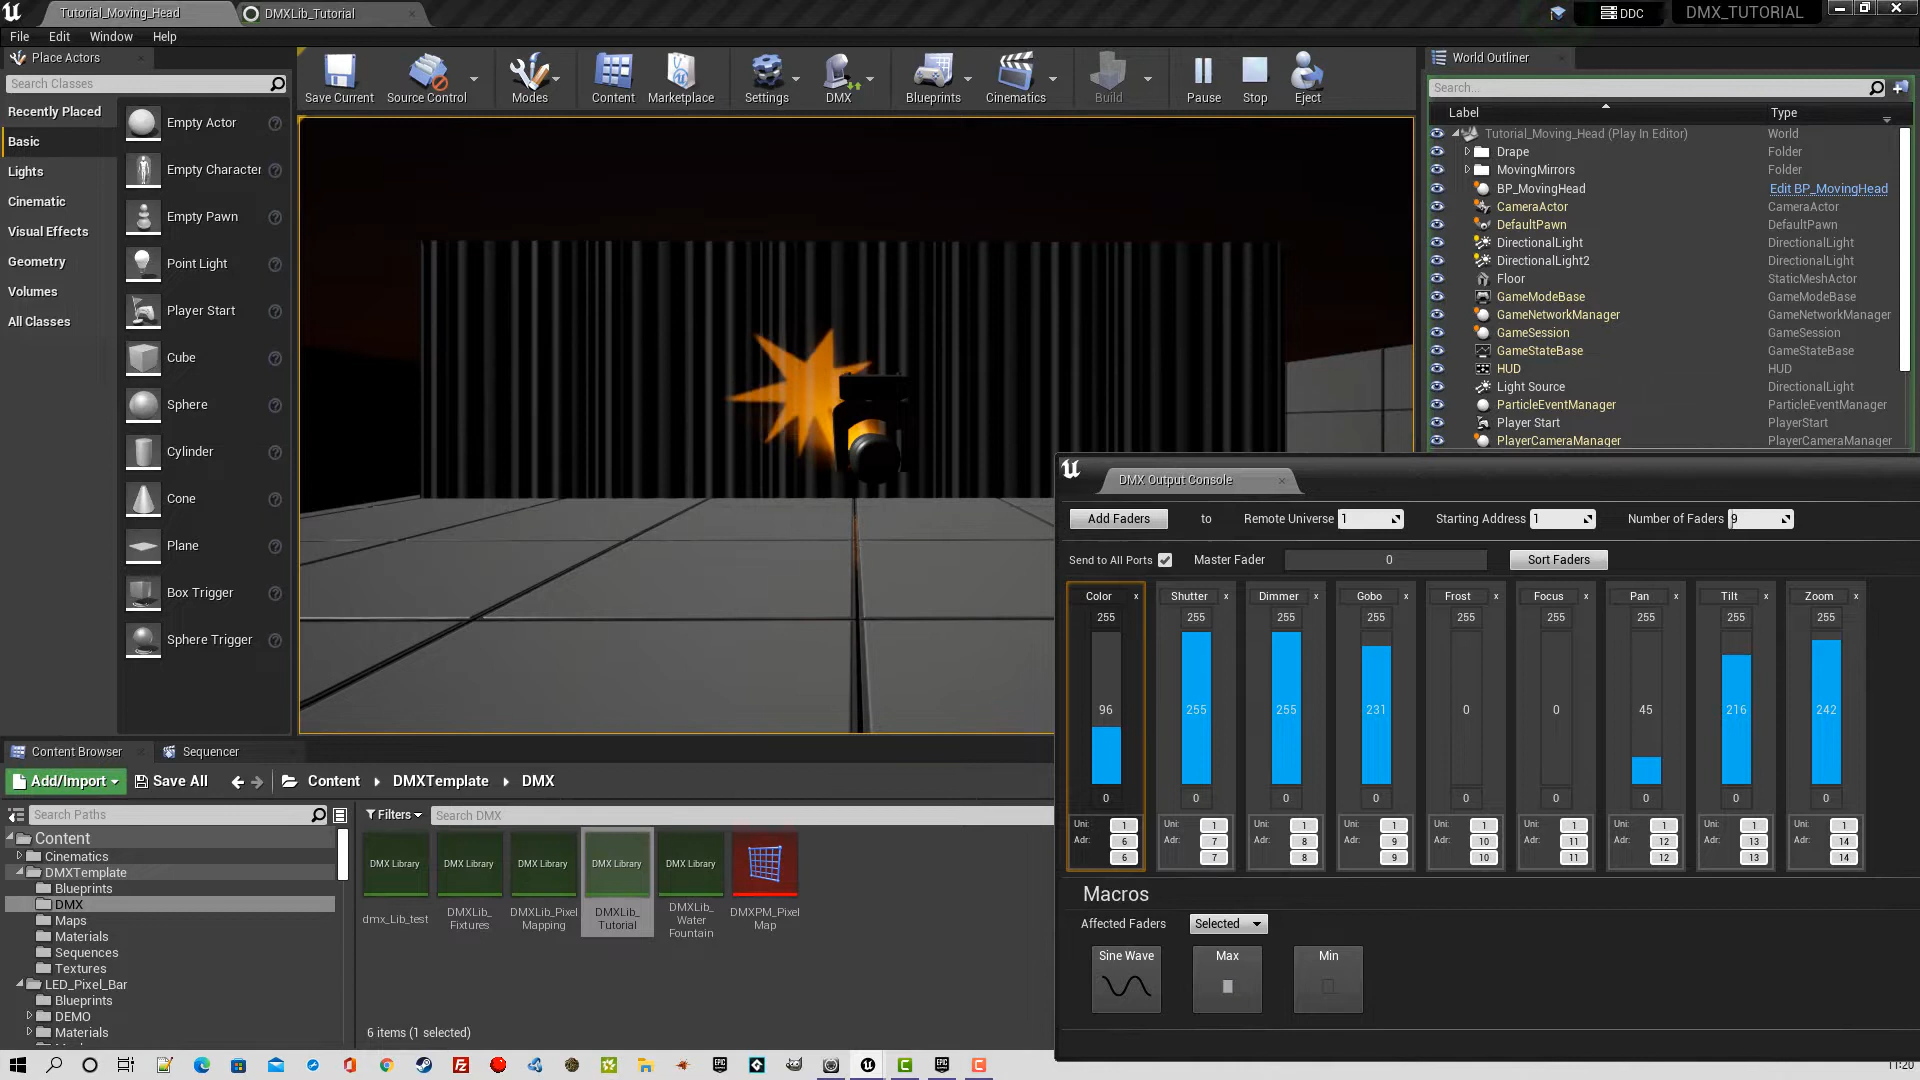 Tutorial_Moving_Head
DMXLib_Tutorial
DDC
DMX_TUTORIAL
File Edit Window Help
Place Actors
Search Classes
Recently Placed
Basic
Lights
Cinematic
Visual Effects
Geometry
Volumes
All Classes
Empty Actor
Empty Character
Empty Pawn
Point Light
Player Start
Cube
Sphere
Cylinder
Cone
Plane
Box Trigger
Sphere Trigger
Save Current Source Control Modes Content Marketplace Settings DMX Blueprints Cinematics Build Pause Stop Eject
World Outliner
Search...
Label Type
Tutorial_Moving_Head (Play In Editor) World
Drape Folder
MovingMirrors Folder
BP_MovingHead Edit BP_MovingHead
CameraActor CameraActor
DefaultPawn DefaultPawn
DirectionalLight DirectionalLight
DirectionalLight2 DirectionalLight
Floor StaticMeshActor
GameModeBase GameModeBase
GameNetworkManager GameNetworkManager
GameSession GameSession
GameStateBase GameStateBase
HUD HUD
Light Source DirectionalLight
ParticleEventManager ParticleEventManager
Player Start PlayerStart
PlayerCameraManager PlayerCameraManager
DMX Output Console
Add Faders to Remote Universe 1 Starting Address 1 Number of Faders 9
Send to All Ports Master Fader 0 Sort Faders
Color x Shutter x Dimmer x Gobo x Frost x Focus x Pan x Tilt x Zoom x
255 255 255 255 255 255 255 255 255
96 255 255 231 0 0 45 216 242
0 0 0 0 0 0 0 0 0
Uni: 1 Uni: 1 Uni: 1 Uni: 1 Uni: 1 Uni: 1 Uni: 1 Uni: 1 Uni: 1
Adr: 6 Adr: 7 Adr: 8 Adr: 9 Adr: 10 Adr: 11 Adr: 12 Adr: 13 Adr: 14
6 7 8 9 10 11 12 13 14
Macros
Affected Faders Selected
Sine Wave Max Min
Content Browser Sequencer
Add/Import Save All Content DMXTemplate DMX
Search Paths
Filters Search DMX
Content
Cinematics
DMXTemplate
Blueprints
DMX
Maps
Materials
Sequences
Textures
LED_Pixel_Bar
Blueprints
DEMO
Materials
DMX Library DMX Library DMX Library DMX Library DMX Library
dmx_Lib_test
DMXLib_
Fixtures
DMXLib_Pixel
Mapping
DMXLib_
Tutorial
DMXLib_
Water
Fountain
DMXPM_Pixel
Map
6 items (1 selected)
11:20